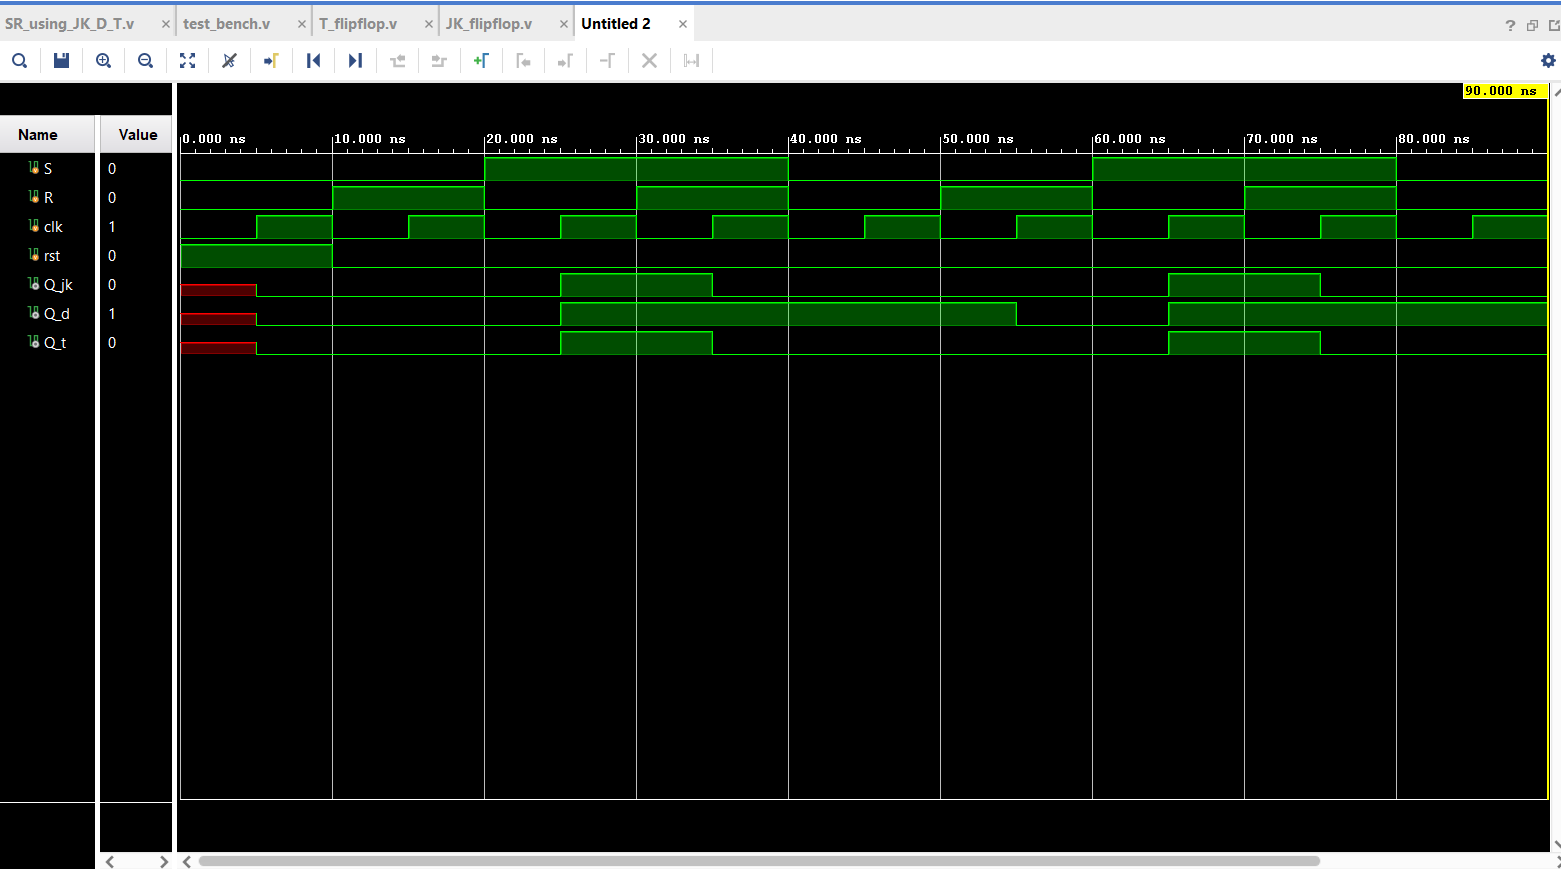 SR_using_JK_D_T.v × test_bench.v × T_flipflop.v × JK_flipflop.v × Untitled 2 ×
?
90.000 ns
Name Value
0.000 ns 10.000 ns 20.000 ns 30.000 ns 40.000 ns 50.000 ns 60.000 ns 70.000 ns 80.000 ns
S 0
R 0
clk 1
rst 0
Q_jk 0
Q_d 1
Q_t 0